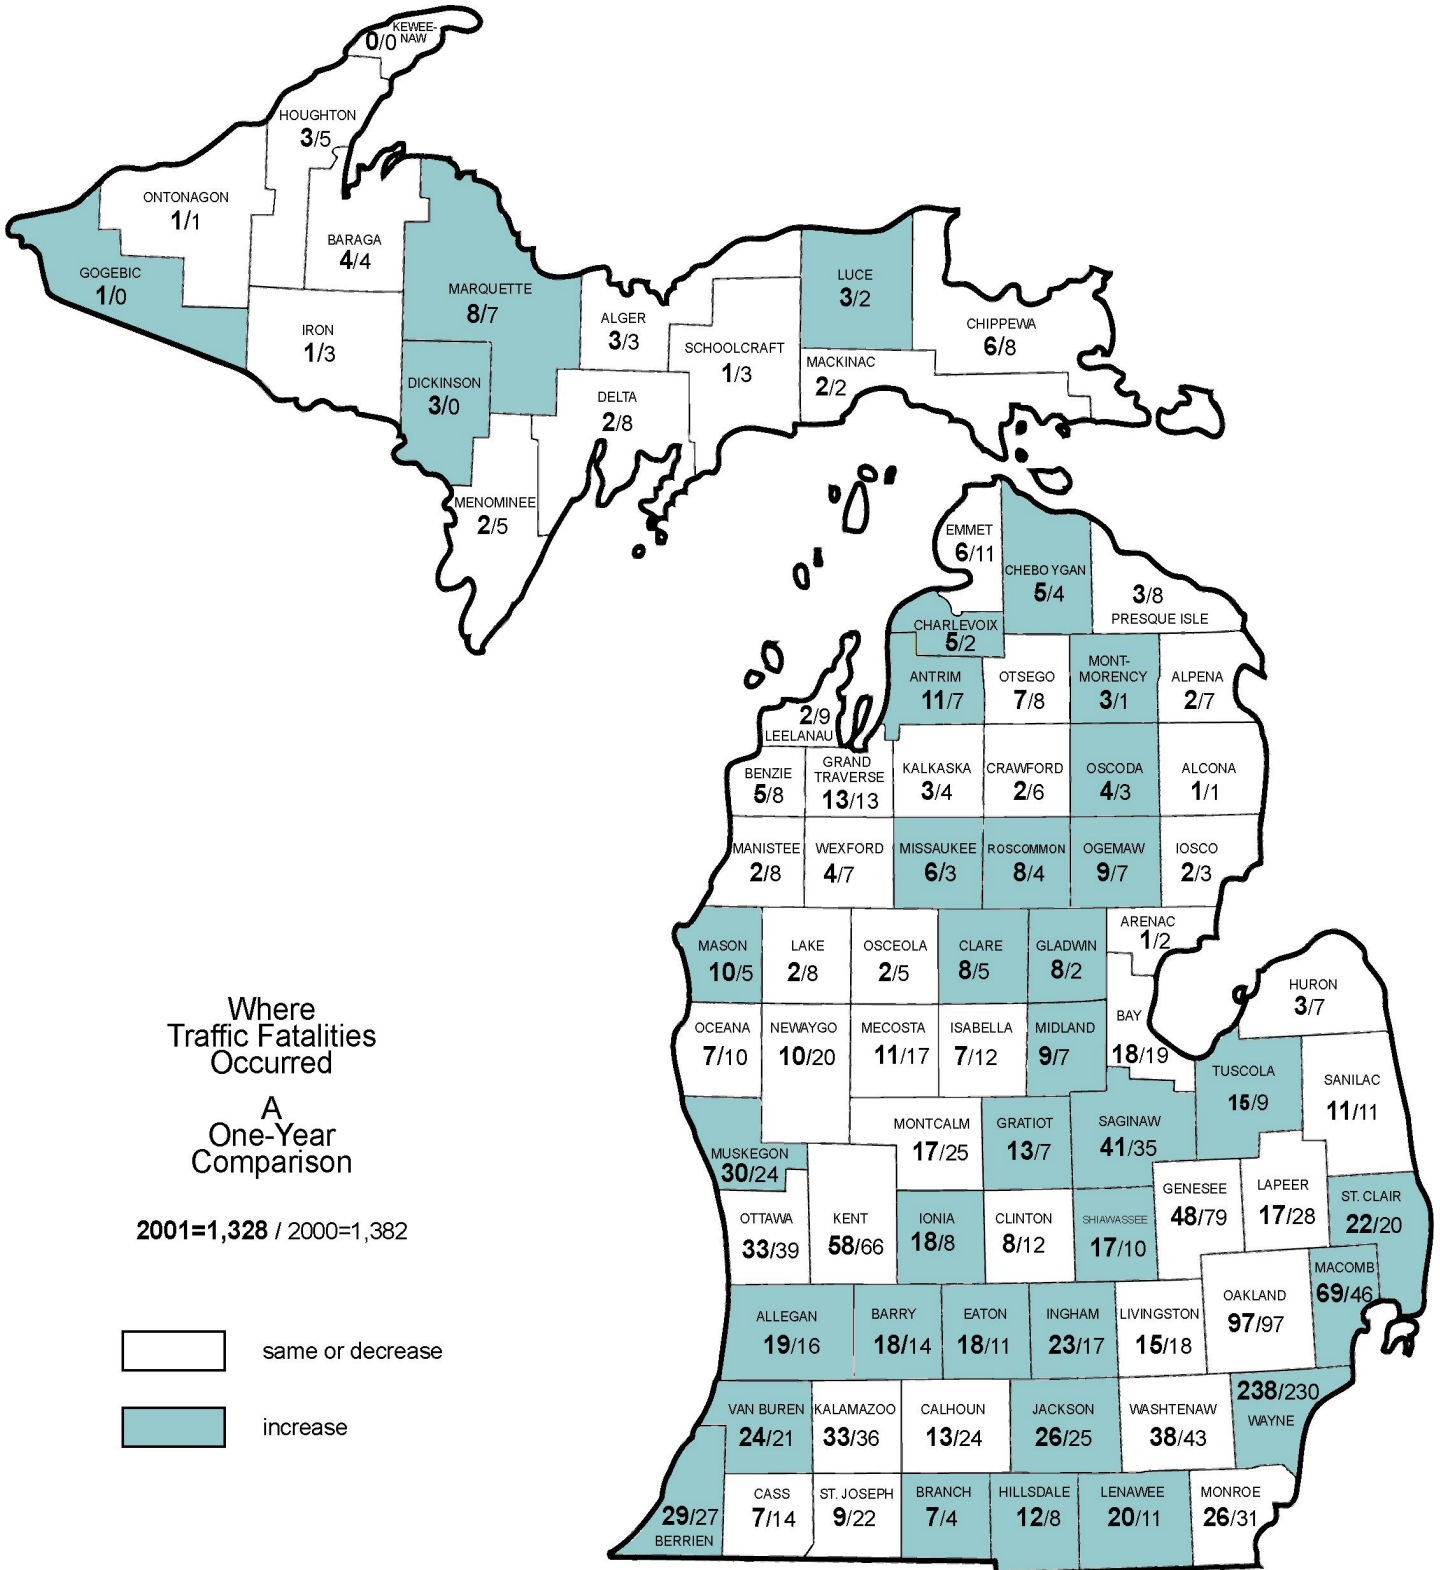 KEWEE-
NAW
0/0
HOUGHTON
3/5
ONTONAGON
1/1
BARAGA
4/4
GOGEBIC
1/0
MARQUETTE
8/7
IRON
1/3
DICKINSON
3/0
ALGER
3/3
LUCE
3/2
CHIPPEWA
6/8
SCHOOLCRAFT
1/3
MACKINAC
2/2
DELTA
2/8
MENOMINEE
2/5
EMMET
6/11
CHEBOYGAN
5/4
3/8
PRESQUE ISLE
CHARLEVOIX
5/2
ANTRIM
11/7
OTSEGO
7/8
MONT-
MORENCY
3/1
ALPENA
2/7
2/9
LEELANAU
BENZIE
5/8
GRAND
TRAVERSE
13/13
KALKASKA
3/4
CRAWFORD
2/6
OSCODA
4/3
ALCONA
1/1
MANISTEE
2/8
WEXFORD
4/7
MISSAUKEE
6/3
ROSCOMMON
8/4
OGEMAW
9/7
IOSCO
2/3
MASON
10/5
LAKE
2/8
OSCEOLA
2/5
CLARE
8/5
GLADWIN
8/2
ARENAC
1/2
HURON
3/7
OCEANA
7/10
NEWAYGO
10/20
MECOSTA
11/17
ISABELLA
7/12
MIDLAND
9/7
BAY
18/19
TUSCOLA
15/9
SANILAC
11/11
MUSKEGON
30/24
MONTCALM
17/25
GRATIOT
13/7
SAGINAW
41/35
OTTAWA
33/39
KENT
58/66
IONIA
18/8
CLINTON
8/12
SHIAWASSEE
17/10
GENESEE
48/79
LAPEER
17/28
ST. CLAIR
22/20
MACOMB
69/46
ALLEGAN
19/16
BARRY
18/14
EATON
18/11
INGHAM
23/17
LIVINGSTON
15/18
OAKLAND
97/97
VAN BUREN
24/21
KALAMAZOO
33/36
CALHOUN
13/24
JACKSON
26/25
WASHTENAW
38/43
238/230
WAYNE
29/27
BERRIEN
CASS
7/14
ST. JOSEPH
9/22
BRANCH
7/4
HILLSDALE
12/8
LENAWEE
20/11
MONROE
26/31
Where
Traffic Fatalities
Occurred
A
One-Year
Comparison
2001=1,328 / 2000=1,382
same or decrease
increase